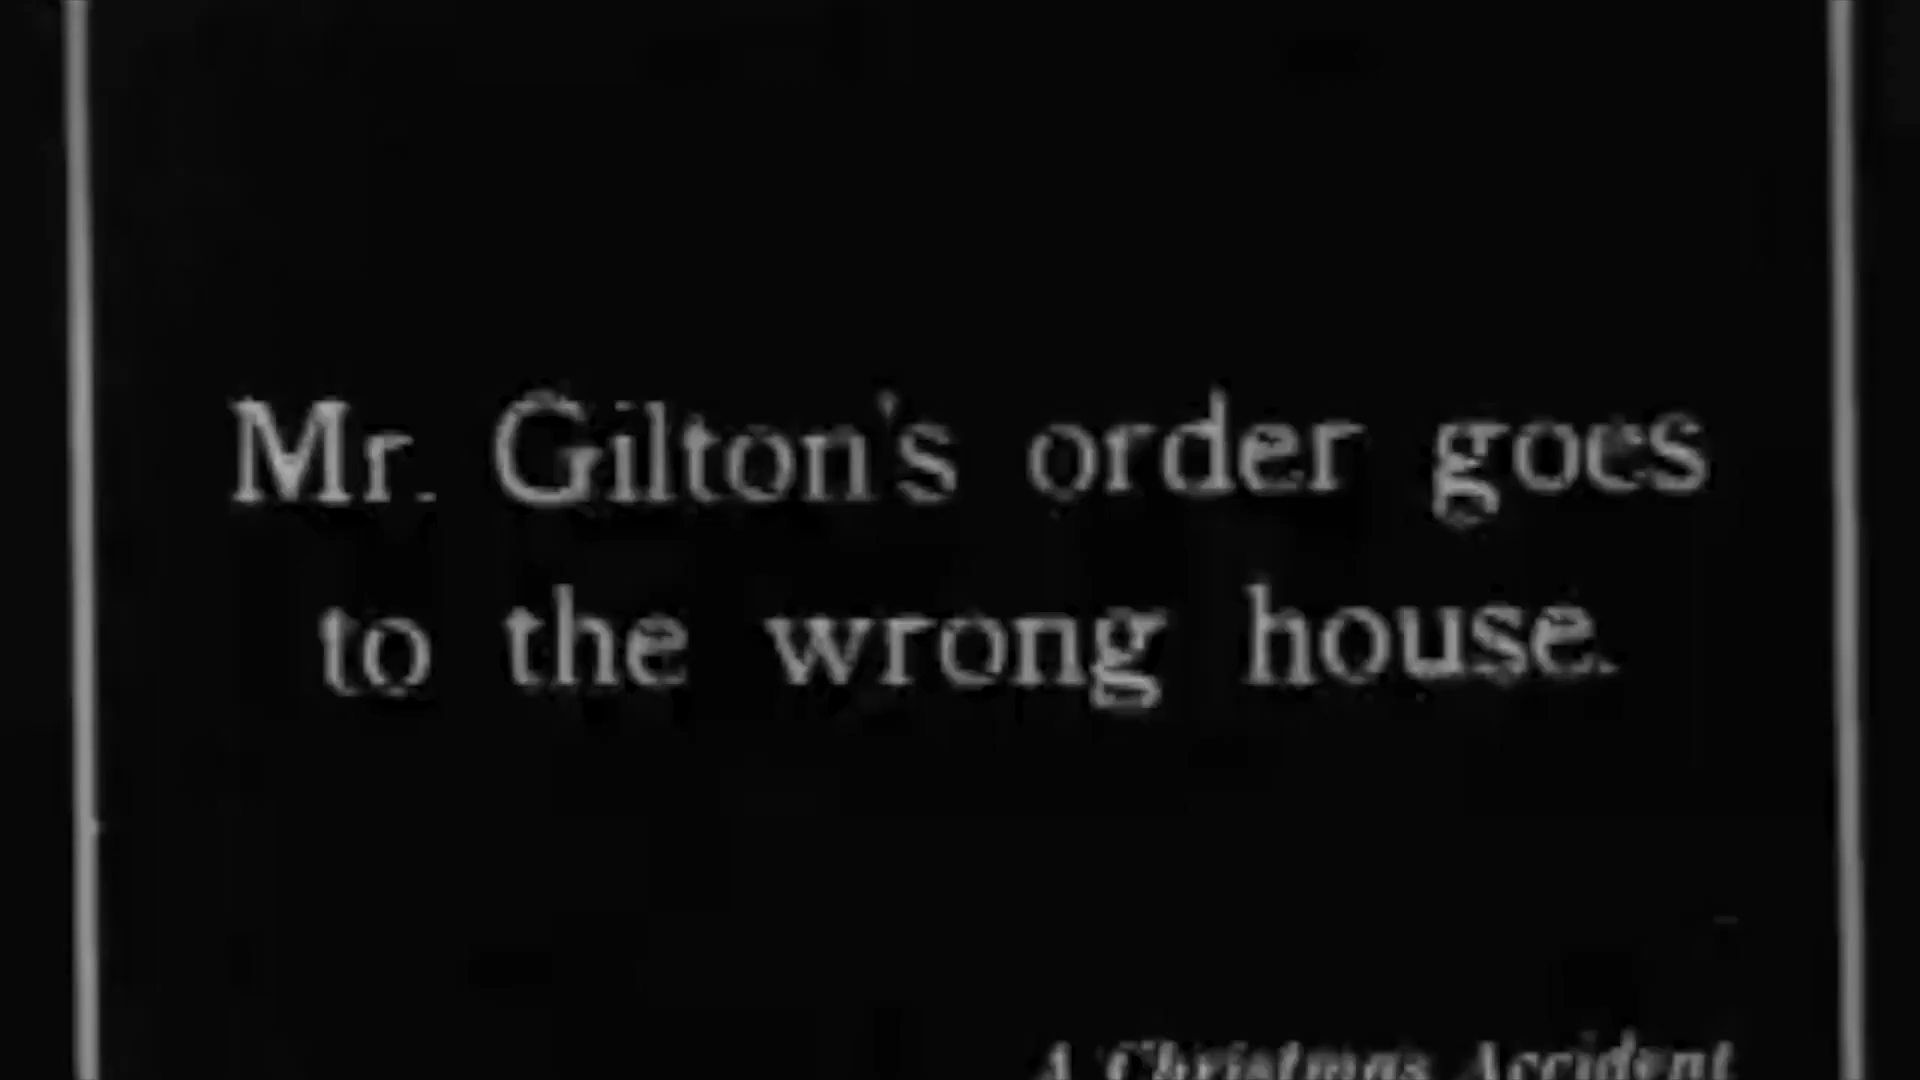 Mr. Gilton's order goes
to the wrong house.
A Christmas Accident